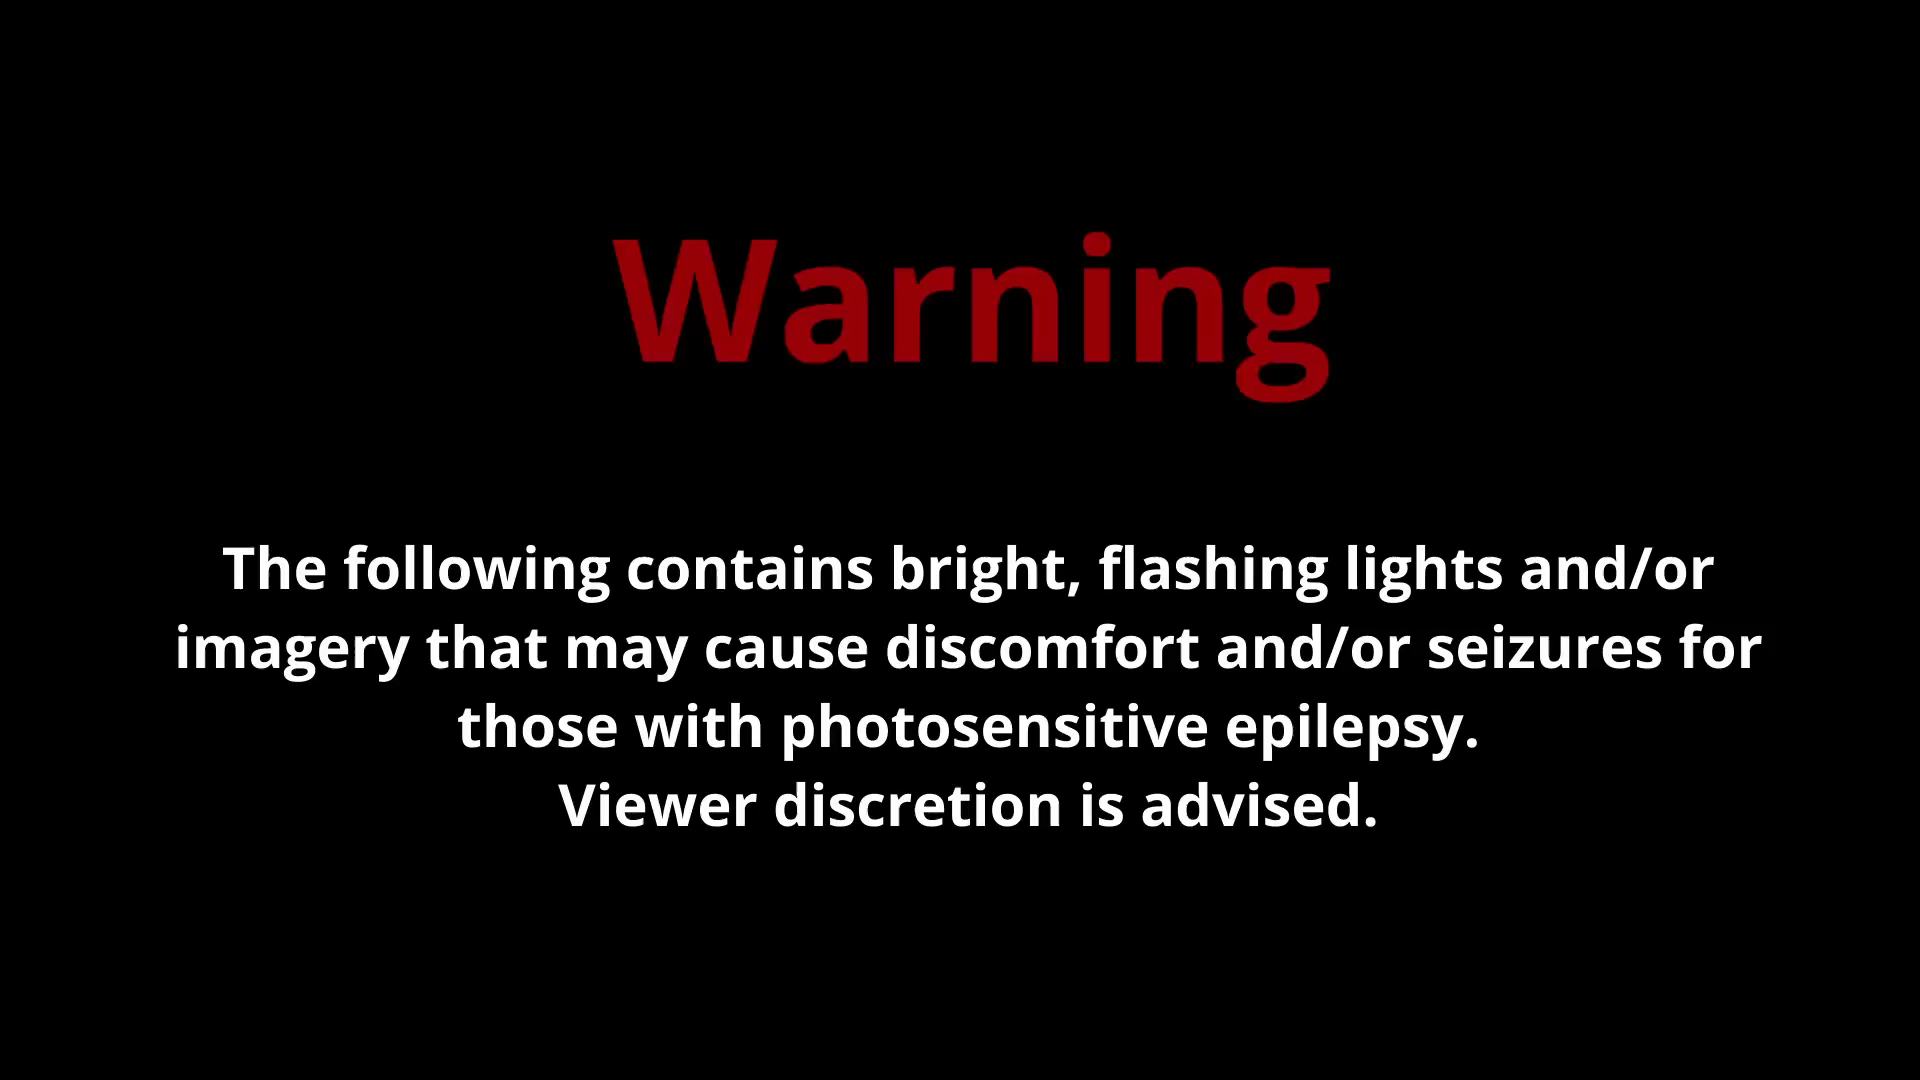 Warning
The following contains bright, flashing lights and/or
imagery that may cause discomfort and/or seizures for
those with photosensitive epilepsy.
Viewer discretion is advised.